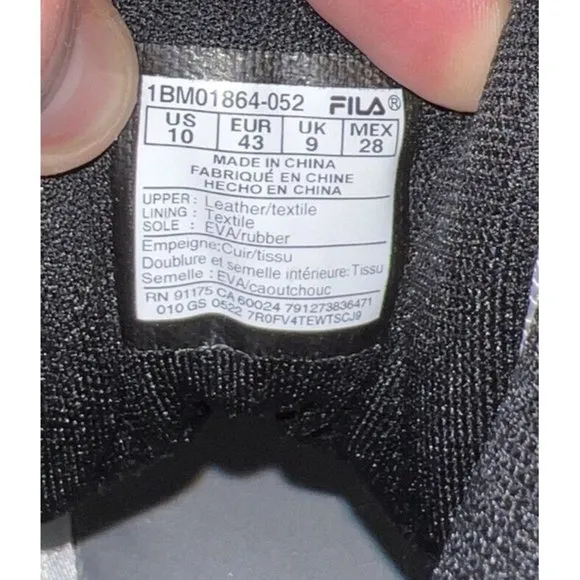 1BM01864-052 FILA®
US EUR UK MEX
10 43 9 28
MADE IN CHINA
FABRIQUÉ EN CHINE
HECHO EN CHINA
UPPER : Leather/textile
LINING : Textile
SOLE : EVA/rubber
Empeigne:Cuir/tissu
Doublure et semelle intérieure: Tissu
Semelle : EVA/caoutchouc
RN 91175 CA 60024 791273836471
010 GS 0522 7R0FV4TEWTSCJ9